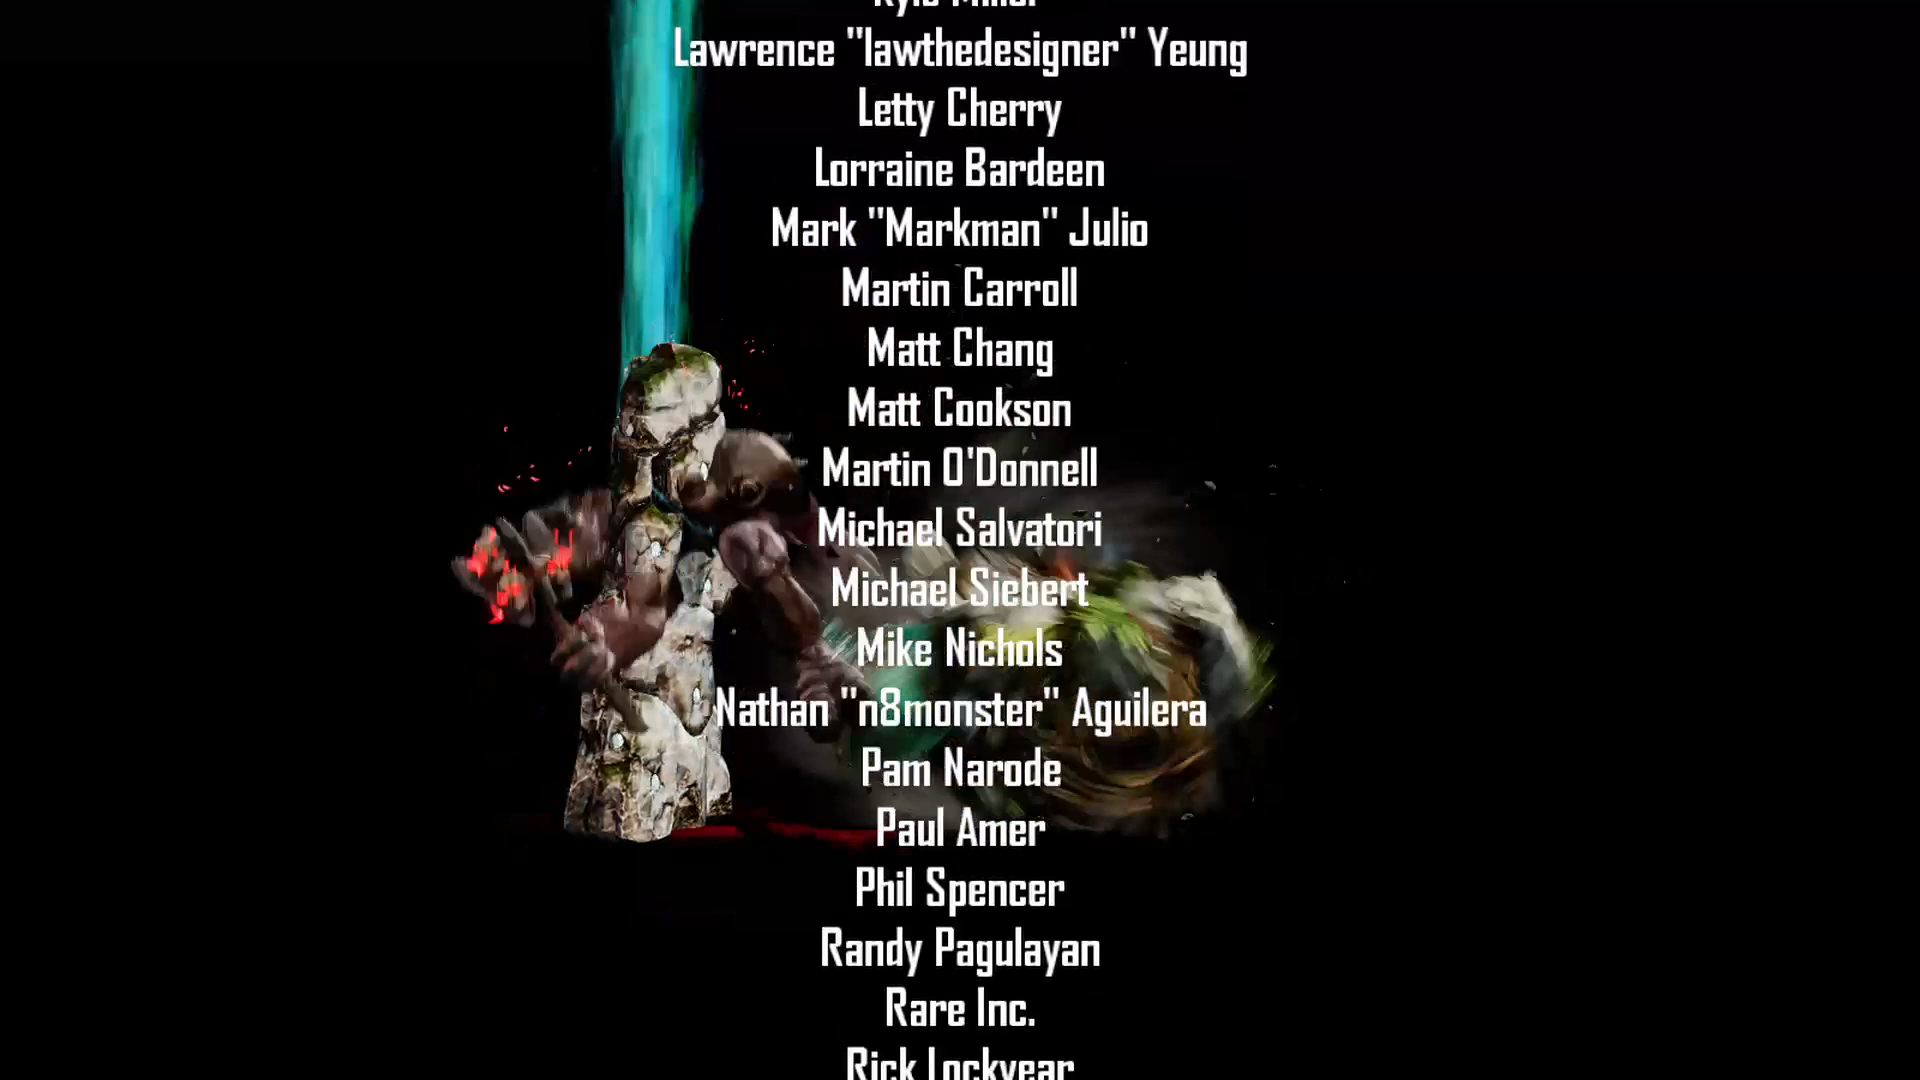 Kyle Miller
Lawrence "lawthedesigner" Yeung
Letty Cherry
Lorraine Bardeen
Mark "Markman" Julio
Martin Carroll
Matt Chang
Matt Cookson
Martin O'Donnell
Michael Salvatori
Michael Siebert
Mike Nichols
Nathan "n8monster" Aguilera
Pam Narode
Paul Amer
Phil Spencer
Randy Pagulayan
Rare Inc.
Rick Lockyear